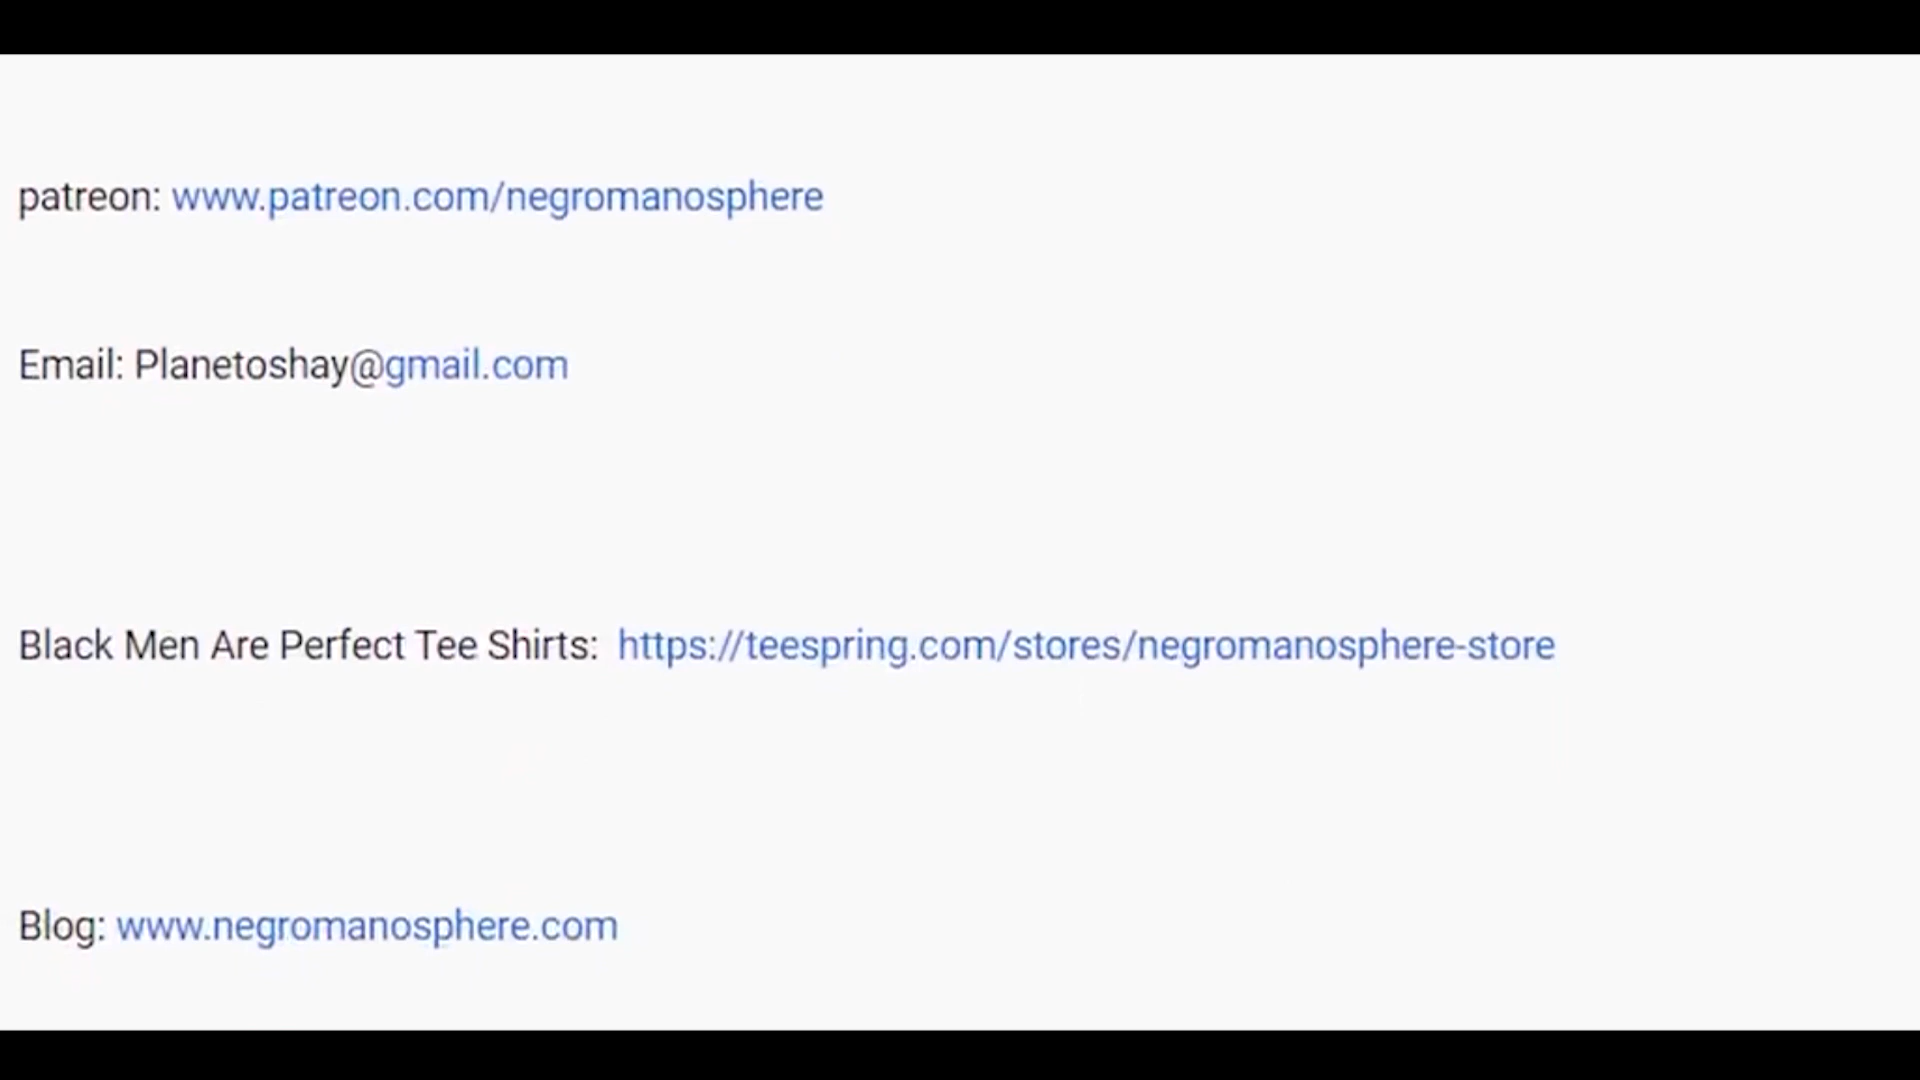 patreon: www.patreon.com/negromanosphere
Email: Planetoshay@gmail.com
Black Men Are Perfect Tee Shirts: https://teespring.com/stores/negromanosphere-store
Blog: www.negromanosphere.com